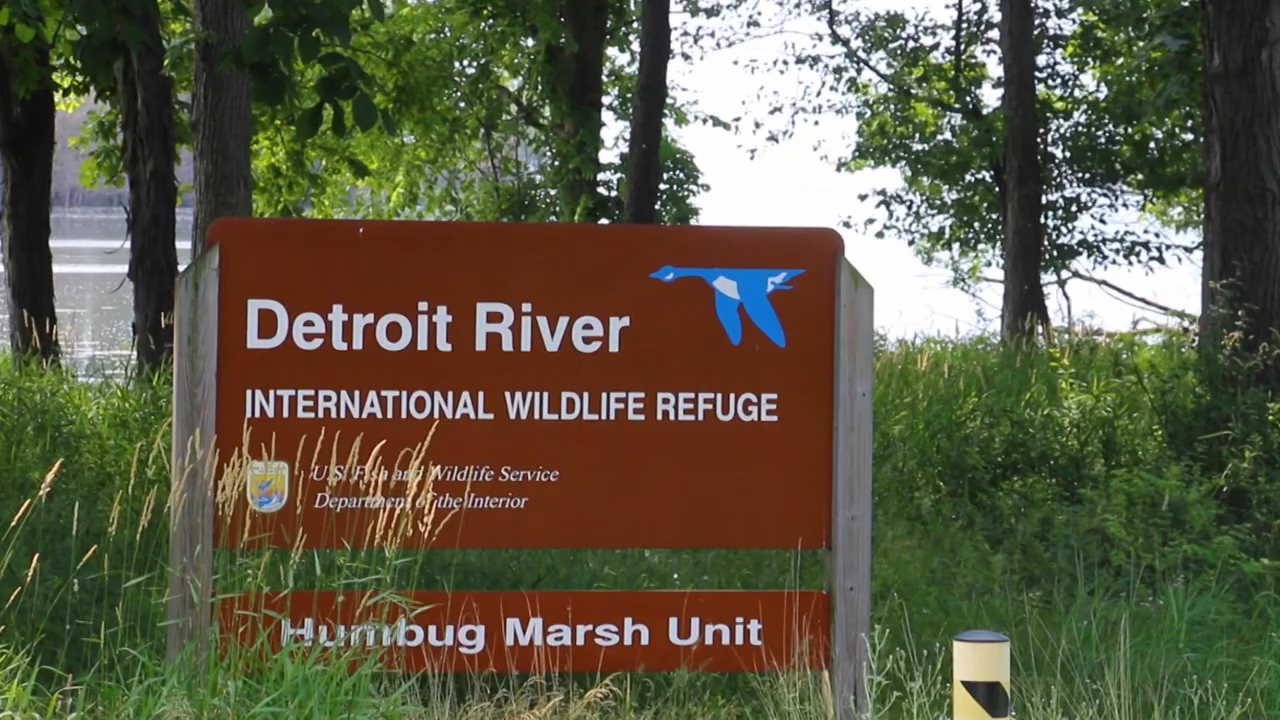 Detroit River
INTERNATIONAL WILDLIFE REFUGE
U.S. Fish and Wildlife Service
Department of the Interior
Humbug Marsh Unit